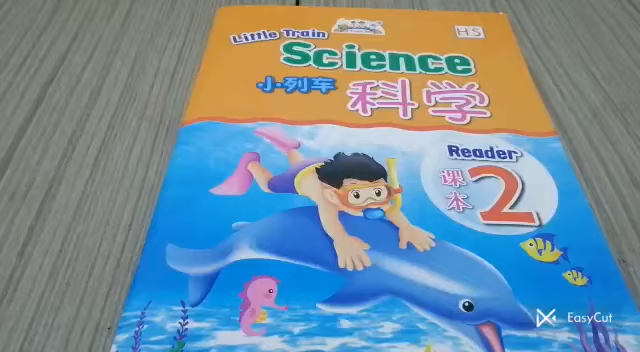 Little Train
HS
Science
小列车 科学
Reader
课本
2
EasyCut